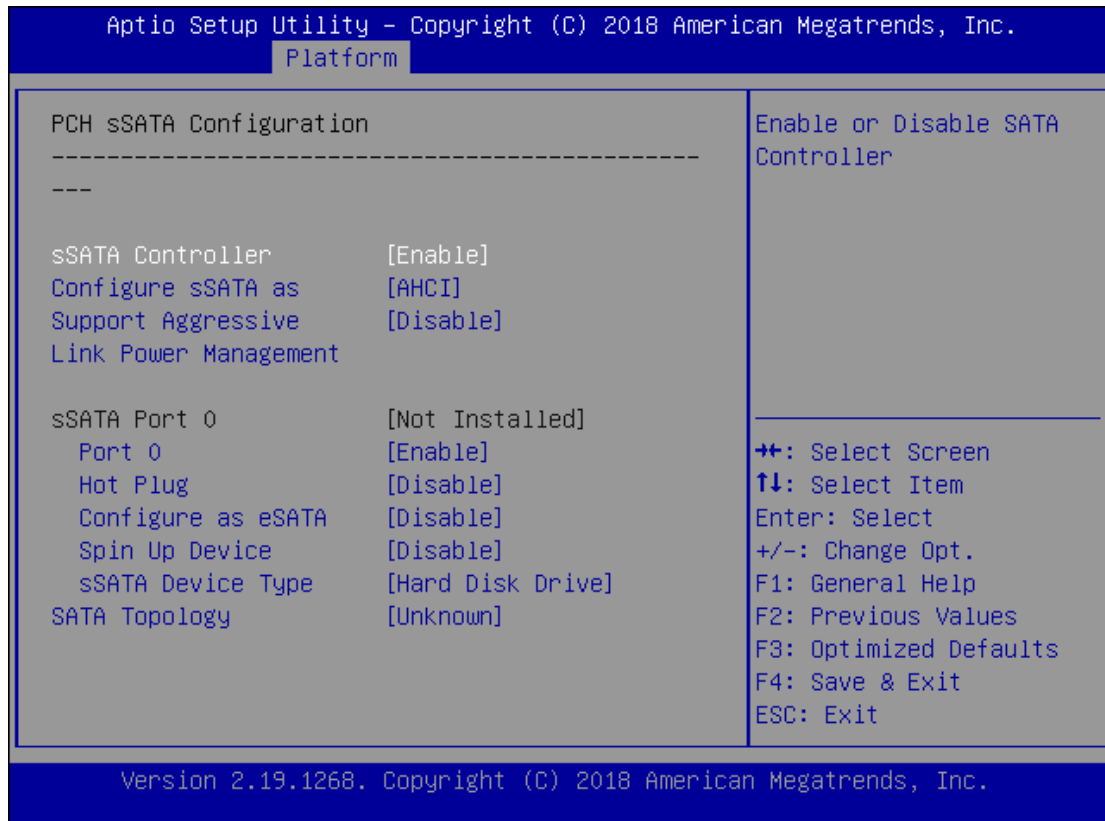 Aptio Setup Utility – Copyright (C) 2018 American Megatrends, Inc.
Platform
PCH sSATA Configuration
-----------------------------------------------
---
sSATA Controller [Enable]
Configure sSATA as [AHCI]
Support Aggressive [Disable]
Link Power Management
sSATA Port 0 [Not Installed]
Port 0 [Enable]
Hot Plug [Disable]
Configure as eSATA [Disable]
Spin Up Device [Disable]
sSATA Device Type [Hard Disk Drive]
SATA Topology [Unknown]
Enable or Disable SATA
Controller
→←: Select Screen
↑↓: Select Item
Enter: Select
+/-: Change Opt.
F1: General Help
F2: Previous Values
F3: Optimized Defaults
F4: Save & Exit
ESC: Exit
Version 2.19.1268. Copyright (C) 2018 American Megatrends, Inc.